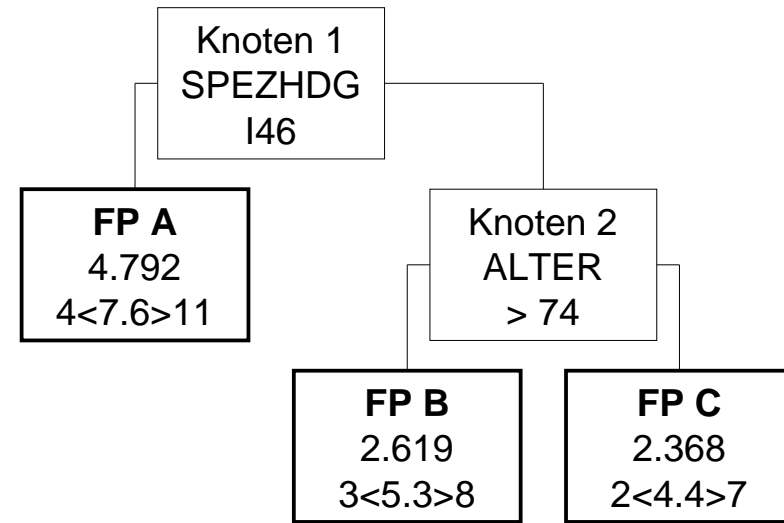 Knoten 1
SPEZHDG
I46
FP A
4.792
4<7.6>11
Knoten 2
ALTER
> 74
FP B
2.619
3<5.3>8
FP C
2.368
2<4.4>7